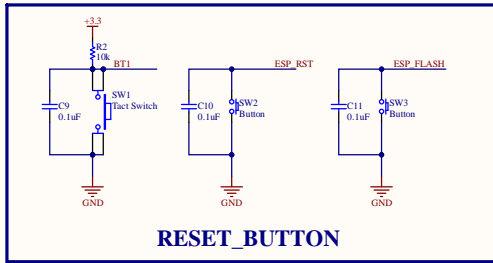 +3.3
R2
10k
BT1
ESP_RST
ESP_FLASH
SW1
Tact Switch
C9
0.1uF
C10
0.1uF
SW2
Button
C11
0.1uF
SW3
Button
GND
GND
GND
RESET_BUTTON